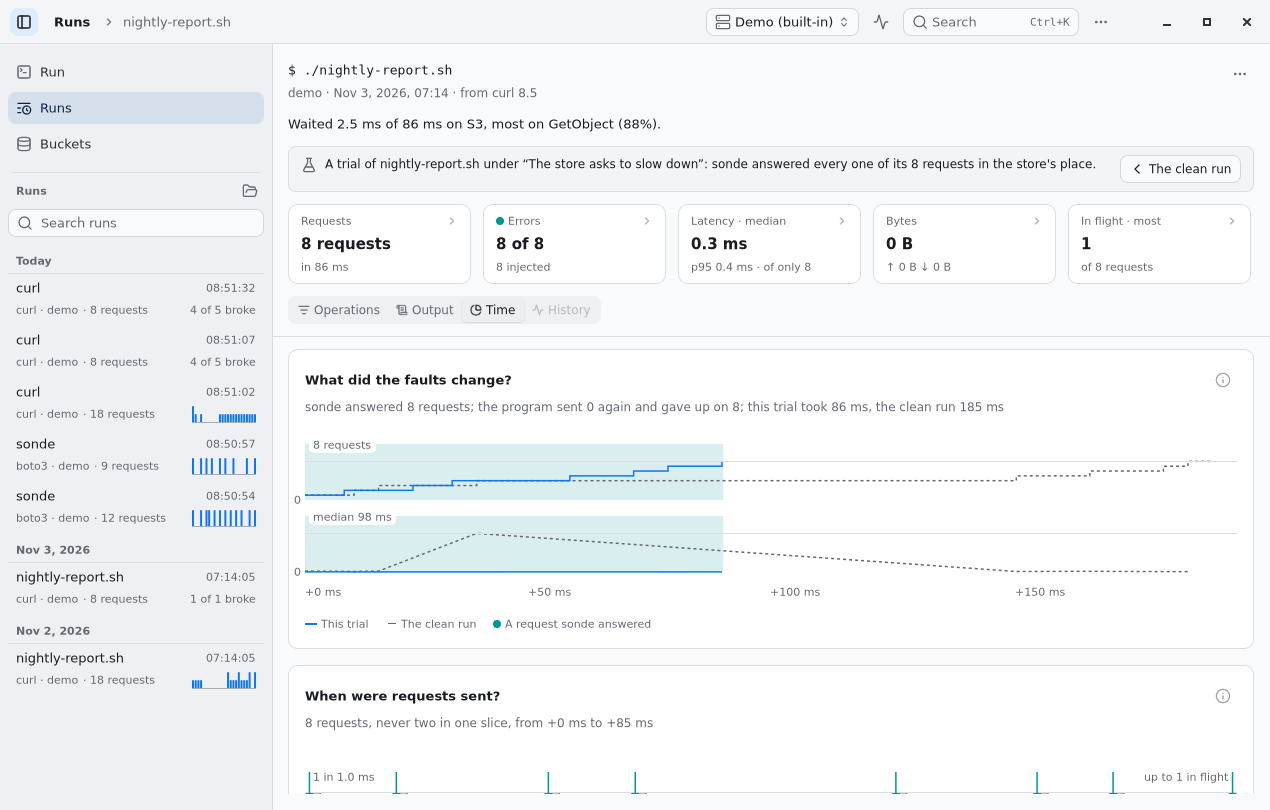 Runs > nightly-report.sh
Demo (built-in)
Search Ctrl+K
Run
Runs
Buckets
Runs
Search runs
Today
curl 08:51:32
curl · demo · 8 requests 4 of 5 broke
curl 08:51:07
curl · demo · 8 requests 4 of 5 broke
curl 08:51:02
curl · demo · 18 requests
sonde 08:50:57
boto3 · demo · 9 requests
sonde 08:50:54
boto3 · demo · 12 requests
Nov 3, 2026
nightly-report.sh 07:14:05
curl · demo · 8 requests 1 of 1 broke
Nov 2, 2026
nightly-report.sh 07:14:05
curl · demo · 18 requests
$ ./nightly-report.sh
demo · Nov 3, 2026, 07:14 · from curl 8.5
Waited 2.5 ms of 86 ms on S3, most on GetObject (88%).
A trial of nightly-report.sh under “The store asks to slow down”: sonde answered every one of its 8 requests in the store's place.
The clean run
Requests
8 requests
in 86 ms
Errors
8 of 8
8 injected
Latency · median
0.3 ms
p95 0.4 ms · of only 8
Bytes
0 B
↑ 0 B ↓ 0 B
In flight · most
1
of 8 requests
Operations Output Time History
What did the faults change?
sonde answered 8 requests; the program sent 0 again and gave up on 8; this trial took 86 ms, the clean run 185 ms
8 requests
0
median 98 ms
0
+0 ms +50 ms +100 ms +150 ms
This trial The clean run A request sonde answered
When were requests sent?
8 requests, never two in one slice, from +0 ms to +85 ms
1 in 1.0 ms up to 1 in flight